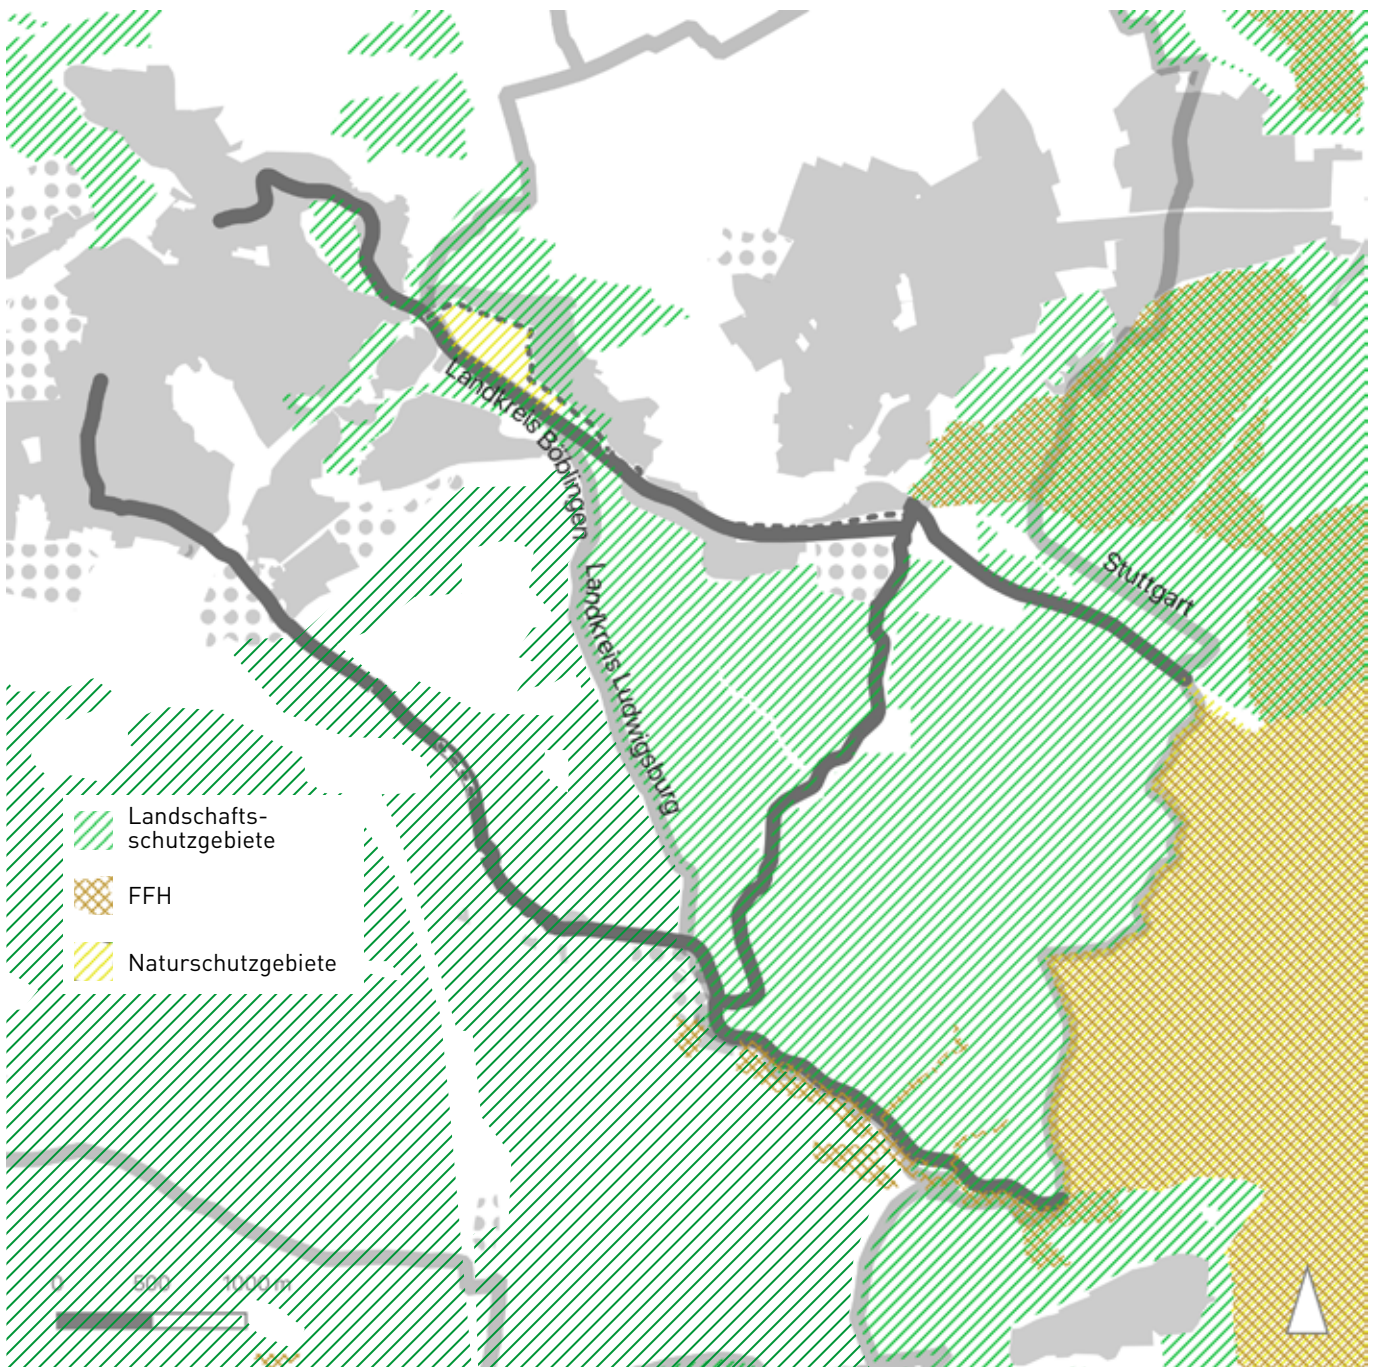 Landkreis Böblingen
Landkreis Ludwigsburg
Stuttgart
Landschafts-
schutzgebiete
FFH
Naturschutzgebiete
0 500 1000 m